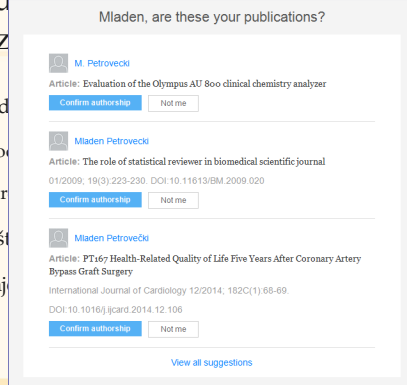 Mladen, are these your publications?
M. Petrovecki
Article: Evaluation of the Olympus AU 800 clinical chemistry analyzer
Confirm authorship Not me
Mladen Petrovecki
Article: The role of statistical reviewer in biomedical scientific journal
01/2009; 19(3):223-230. DOI:10.11613/BM.2009.020
Confirm authorship Not me
Mladen Petrovečki
Article: PT167 Health-Related Quality of Life Five Years After Coronary Artery
Bypass Graft Surgery
International Journal of Cardiology 12/2014; 182C(1):68-69.
DOI:10.1016/j.ijcard.2014.12.106
Confirm authorship Not me
View all suggestions